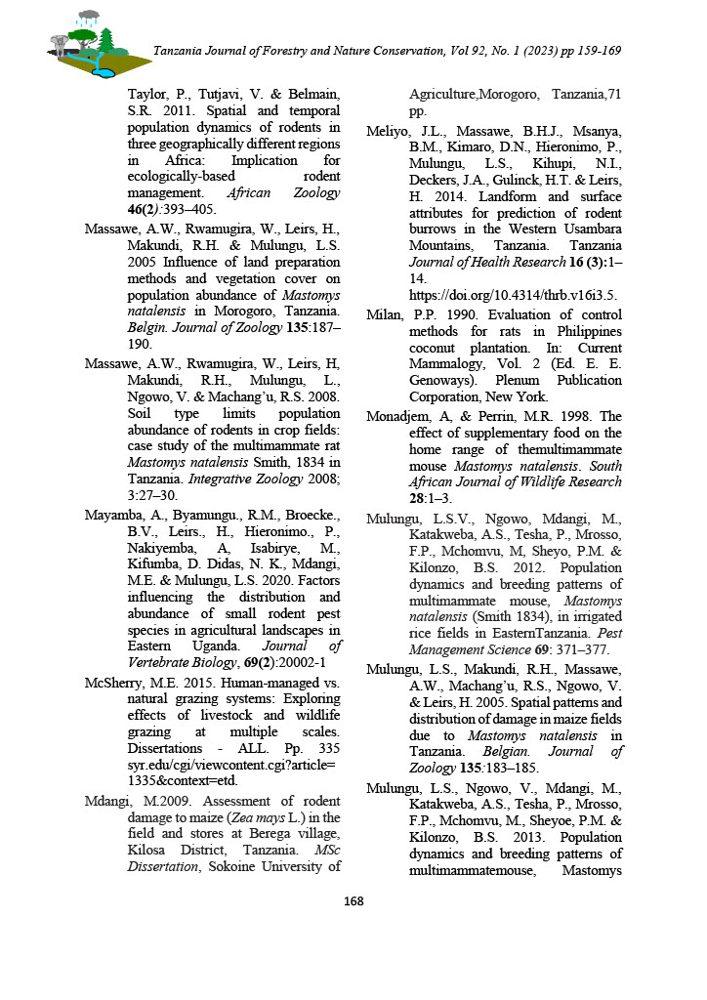 Tanzania Journal of Forestry and Nature Conservation, Vol 92, No. 1 (2023) pp 159-169
Taylor, P., Tutjavi, V. & Belmain,
S.R. 2011. Spatial and temporal
population dynamics of rodents in
three geographically different regions
in Africa: Implication for
ecologically-based rodent
management. African Zoology
46(2):393–405.
Massawe, A.W., Rwamugira, W., Leirs, H.,
Makundi, R.H. & Mulungu, L.S.
2005 Influence of land preparation
methods and vegetation cover on
population abundance of Mastomys
natalensis in Morogoro, Tanzania.
Belgin. Journal of Zoology 135:187–
190.
Massawe, A.W., Rwamugira, W., Leirs, H,
Makundi, R.H., Mulungu, L.,
Ngowo, V. & Machang’u, R.S. 2008.
Soil type limits population
abundance of rodents in crop fields:
case study of the multimammate rat
Mastomys natalensis Smith, 1834 in
Tanzania. Integrative Zoology 2008;
3:27–30.
Mayamba, A., Byamungu., R.M., Broecke.,
B.V., Leirs., H., Hieronimo., P.,
Nakiyemba, A, Isabirye, M.,
Kifumba, D. Didas, N. K., Mdangi,
M.E. & Mulungu, L.S. 2020. Factors
influencing the distribution and
abundance of small rodent pest
species in agricultural landscapes in
Eastern Uganda. Journal of
Vertebrate Biology, 69(2):20002-1
McSherry, M.E. 2015. Human-managed vs.
natural grazing systems: Exploring
effects of livestock and wildlife
grazing at multiple scales.
Dissertations - ALL. Pp. 335
syr.edu/cgi/viewcontent.cgi?article=
1335&context=etd.
Mdangi, M.2009. Assessment of rodent
damage to maize (Zea mays L.) in the
field and stores at Berega village,
Kilosa District, Tanzania. MSc
Dissertation, Sokoine University of
Agriculture,Morogoro, Tanzania,71
pp.
Meliyo, J.L., Massawe, B.H.J., Msanya,
B.M., Kimaro, D.N., Hieronimo, P.,
Mulungu, L.S., Kihupi, N.I.,
Deckers, J.A., Gulinck, H.T. & Leirs,
H. 2014. Landform and surface
attributes for prediction of rodent
burrows in the Western Usambara
Mountains, Tanzania. Tanzania
Journal of Health Research 16 (3):1–
14.
https://doi.org/10.4314/thrb.v16i3.5.
Milan, P.P. 1990. Evaluation of control
methods for rats in Philippines
coconut plantation. In: Current
Mammalogy, Vol. 2 (Ed. E. E.
Genoways). Plenum Publication
Corporation, New York.
Monadjem, A, & Perrin, M.R. 1998. The
effect of supplementary food on the
home range of themultimammate
mouse Mastomys natalensis. South
African Journal of Wildlife Research
28:1–3.
Mulungu, L.S.V., Ngowo, Mdangi, M.,
Katakweba, A.S., Tesha, P., Mrosso,
F.P., Mchomvu, M, Sheyo, P.M. &
Kilonzo, B.S. 2012. Population
dynamics and breeding patterns of
multimammate mouse, Mastomys
natalensis (Smith 1834), in irrigated
rice fields in EasternTanzania. Pest
Management Science 69: 371–377.
Mulungu, L.S., Makundi, R.H., Massawe,
A.W., Machang’u, R.S., Ngowo, V.
& Leirs, H. 2005. Spatial patterns and
distribution of damage in maize fields
due to Mastomys natalensis in
Tanzania. Belgian. Journal of
Zoology 135:183–185.
Mulungu, L.S., Ngowo, V., Mdangi, M.,
Katakweba, A.S., Tesha, P., Mrosso,
F.P., Mchomvu, M., Sheyoe, P.M. &
Kilonzo, B.S. 2013. Population
dynamics and breeding patterns of
multimammatemouse, Mastomys
168